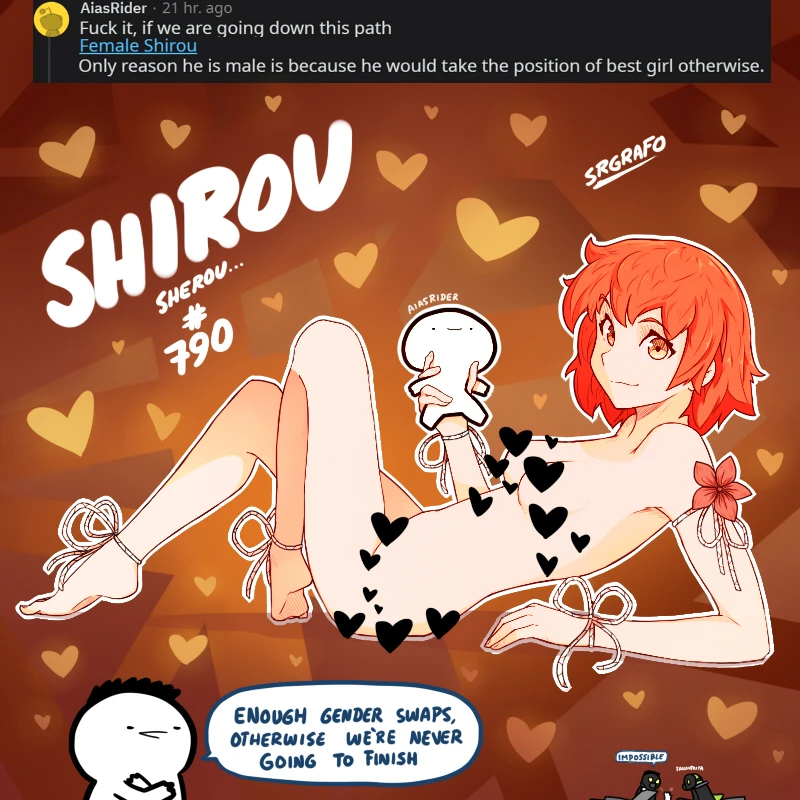 AiasRider · 21 hr. ago
Fuck it, if we are going down this path
Female Shirou
Only reason he is male is because he would take the position of best girl otherwise.
SHIROU
SHEROU...
#
790
SRGRAFO
AIASRIDER
ENOUGH GENDER SWAPS,
OTHERWISE WE'RE NEVER
GOING TO FINISH
IMPOSSIBLE